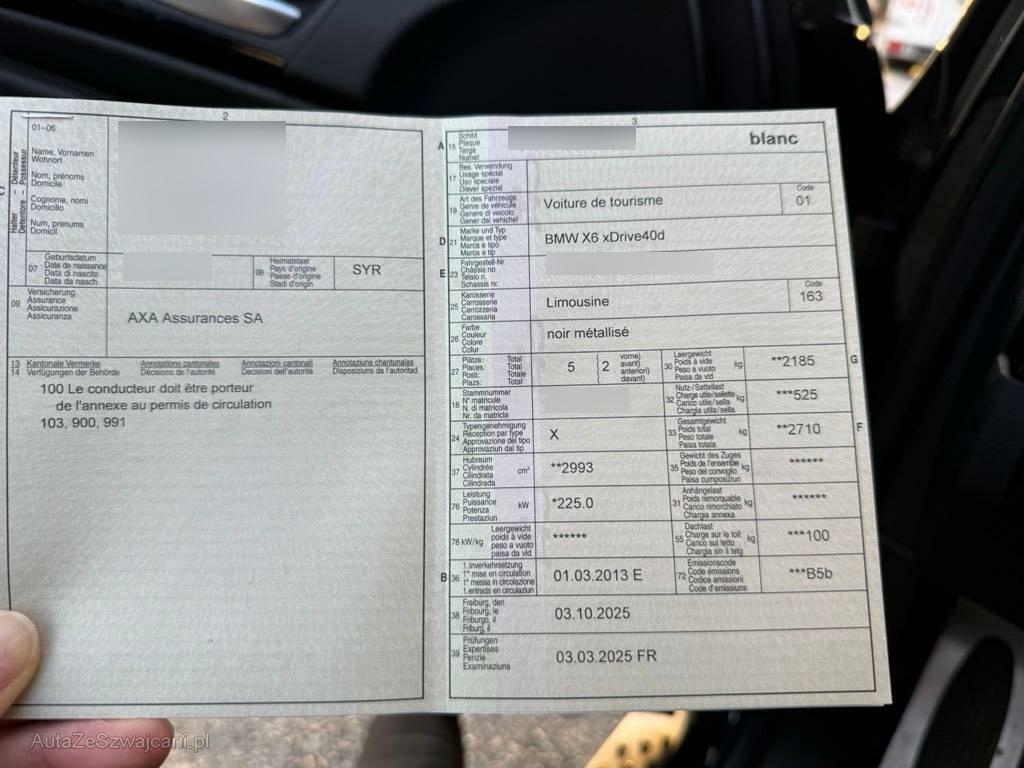 2
01–06
Halter – Détenteur
Detentore – Possessur
Name, Vornamen
Wohnort
Nom, prénoms
Domicile
Cognome, nomi
Domicilio
Num, prenums
Domicil
07
Geburtsdatum
Date de naissance
Data di nascita
Data da nasch.
08
Heimatstaat
Pays d'origine
Paese d'origine
Stadi d'origin
SYR
09
Versicherung
Assurance
Assicurazione
Assicuranza
AXA Assurances SA
13 Kantonale Vermerke Annotations cantonales Annotazioni cantonali Annotaziuns chantunalas
14 Verfügungen der Behörde Décisions de l'autorité Decisioni dell'autorità Disposiziuns da l'autoritad
100 Le conducteur doit être porteur
de l'annexe au permis de circulation
103, 900, 991
3
A 15
Schild
Plaque
Targa
Numer
blanc
17
Bes. Verwendung
Usage spécial
Uso speciale
Diever spezial
19
Art des Fahrzeugs
Genre de véhicule
Genere di veicolo
Gener dal vehichel
Voiture de tourisme
Code
01
D 21
Marke und Typ
Marque et type
Marca e tipo
Marca e tip
BMW X6 xDrive40d
E 23
Fahrgestell-Nr.
Châssis no
Telaio n.
Schassis nr.
25
Karosserie
Carrosserie
Carrozzeria
Carossaria
Limousine
Code
163
26
Farbe
Couleur
Colore
Colur
noir métallisé
27
Plätze: Total
Places: Total
Posti: Totale
Plazs: Total
5
2
vorne)
avant)
anteriori)
davant)
30
Leergewicht
Poids à vide
Peso a vuoto
Paisa da vid
kg
**2185
G
18
Stammnummer
N° matricule
N. di matricola
Nr. da matricla
32
Nutz-/Sattellast
Charge utile/sellette
Carico utile/sella
Chargia utila/sella
kg
***525
24
Typengenehmigung
Réception par type
Approvazione del tipo
Approvaziun dal tip
X
33
Gesamtgewicht
Poids total
Peso totale
Paisa totala
kg
**2710
F
37
Hubraum
Cylindrée
Cilindrata
Cilindrada
cm³
**2993
35
Gewicht des Zuges
Poids de l'ensemble
Peso del convoglio
Paisa cumposiziun
kg
******
76
Leistung
Puissance
Potenza
Prestaziun
kW
*225.0
31
Anhängelast
Poids remorquable
Carico rimorchiato
Chargia annexa
kg
******
78 kW/kg
Leergewicht
poids à vide
peso a vuoto
paisa da vid
******
55
Dachlast
Charge sur le toit
Carico sul tetto
Chargia sin il tetg
kg
***100
B 36
1. Inverkehrsetzung
1re mise en circulation
1a messa in circolazione
1. entrada en circulaziun
01.03.2013 E
72
Emissionscode
Code émissions
Codice emissioni
Code d'emissiuns
***B5b
38
Freiburg, den
Fribourg, le
Friburgo, il
Friburg, il
03.10.2025
39
Prüfungen
Expertises
Perizie
Examinaziuns
03.03.2025 FR
AutaZeSzwajcarii.pl